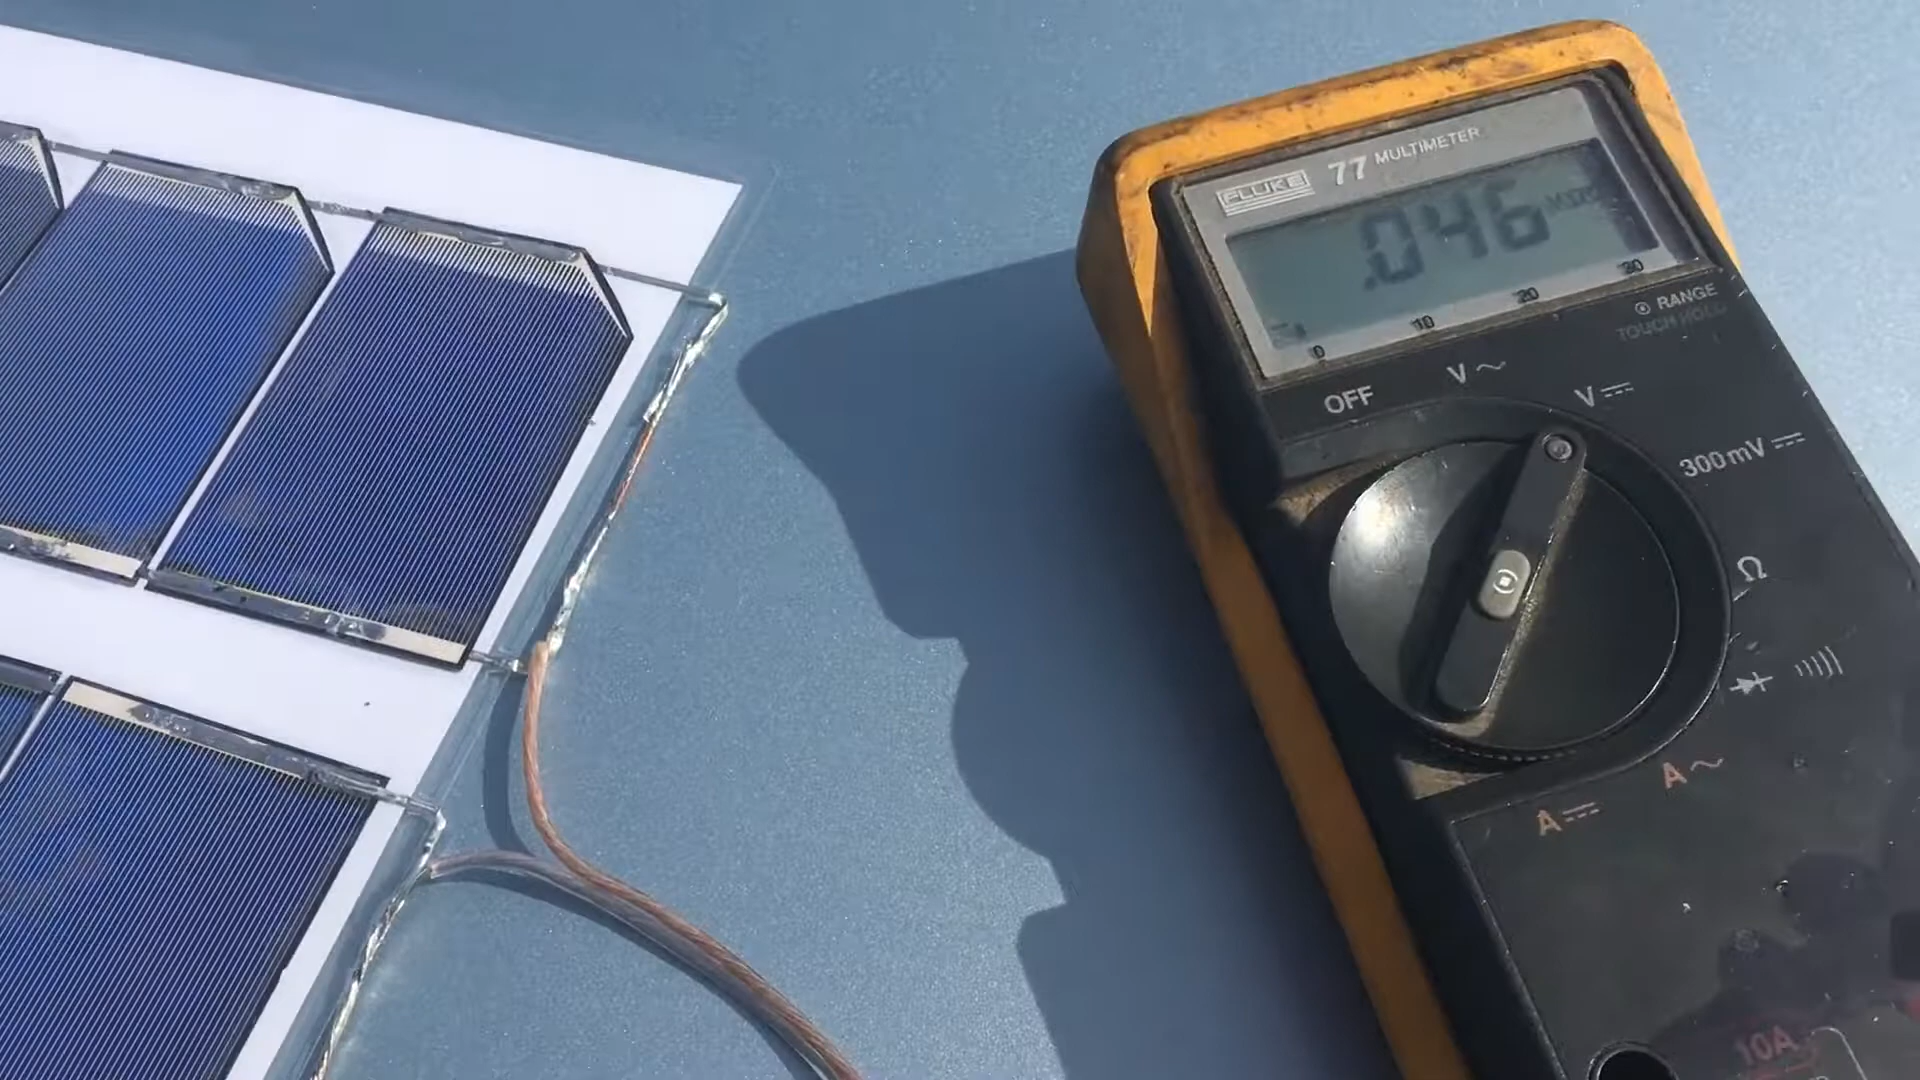 FLUKE 77 MULTIMETER
.046
0 10 20 30
RANGE
TOUCH HOLD
OFF
V~
V⎓
300mV⎓
Ω
A~
A⎓
10A